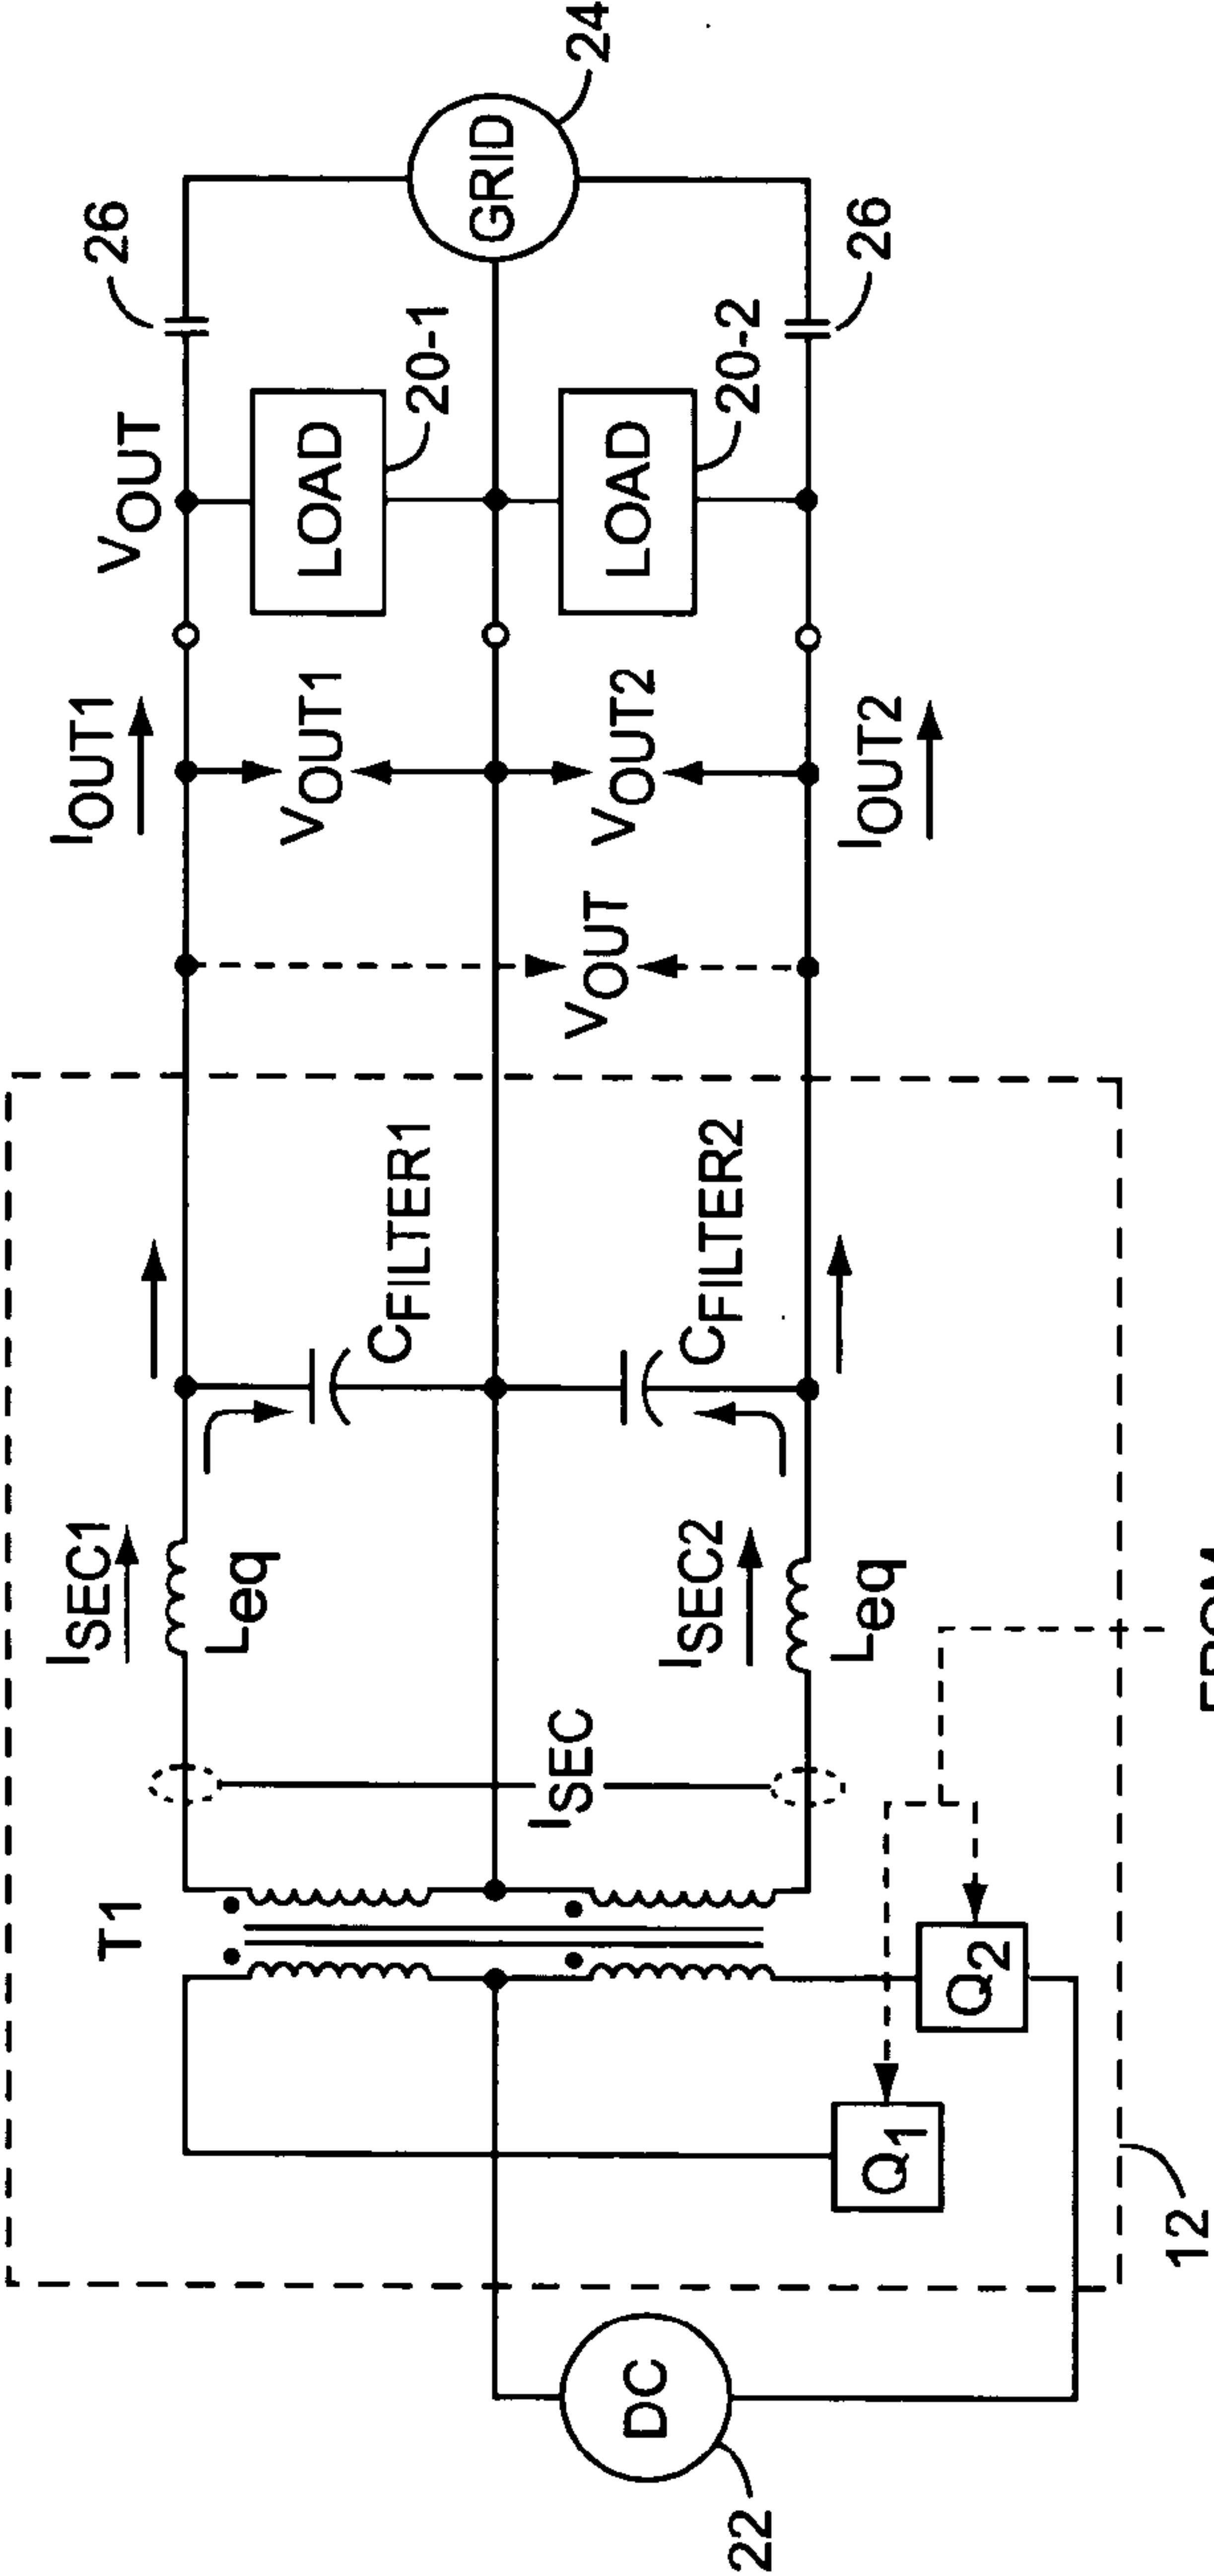 T1
ISEC1
Leq
ISEC
ISEC2
Leq
CFILTER1
CFILTER2
IOUT1
VOUT
VOUT1
VOUT2
VOUT
IOUT2
LOAD
20-1
LOAD
20-2
26
26
GRID
24
DC
22
Q1
Q2
12